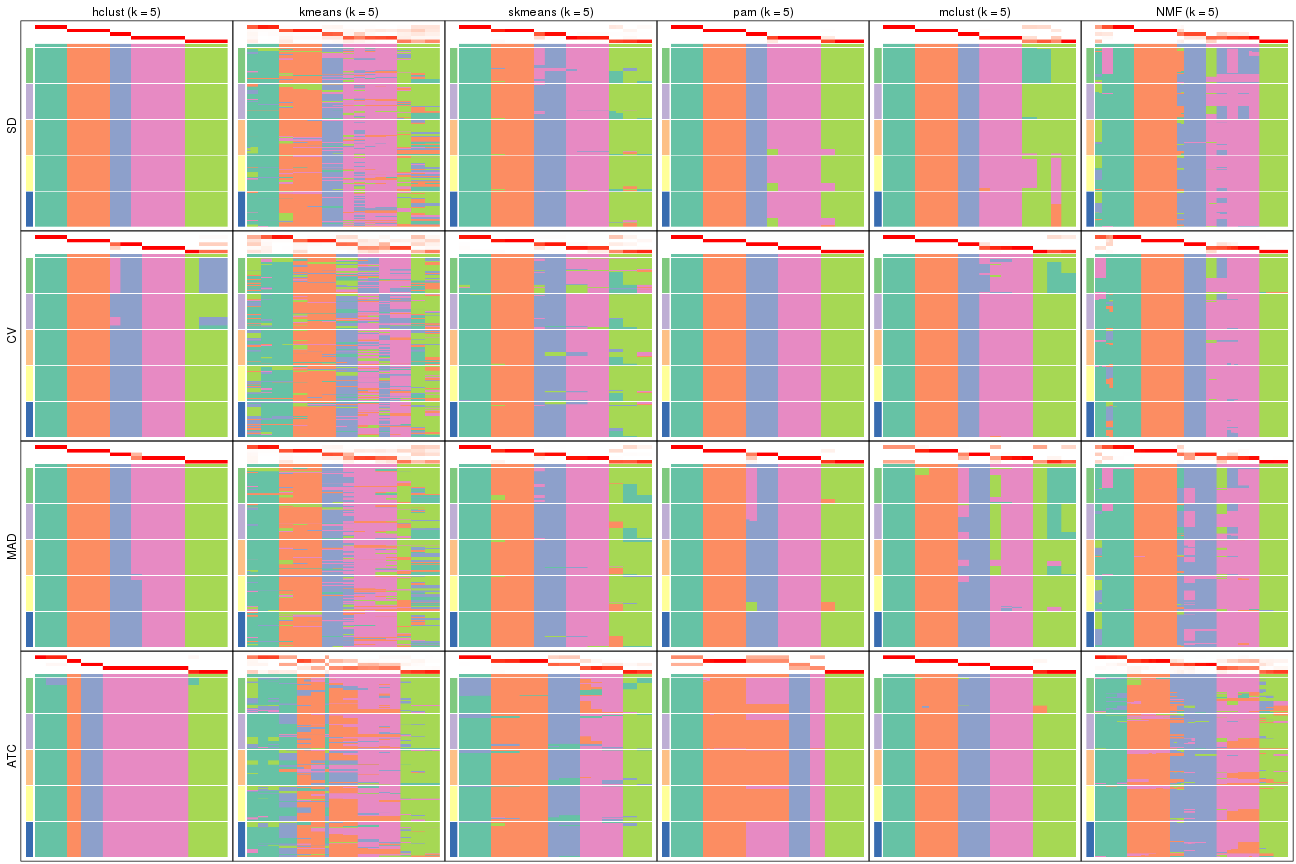 hclust (k = 5) kmeans (k = 5) skmeans (k = 5) pam (k = 5) mclust (k = 5) NMF (k = 5)
SD
CV
MAD
ATC